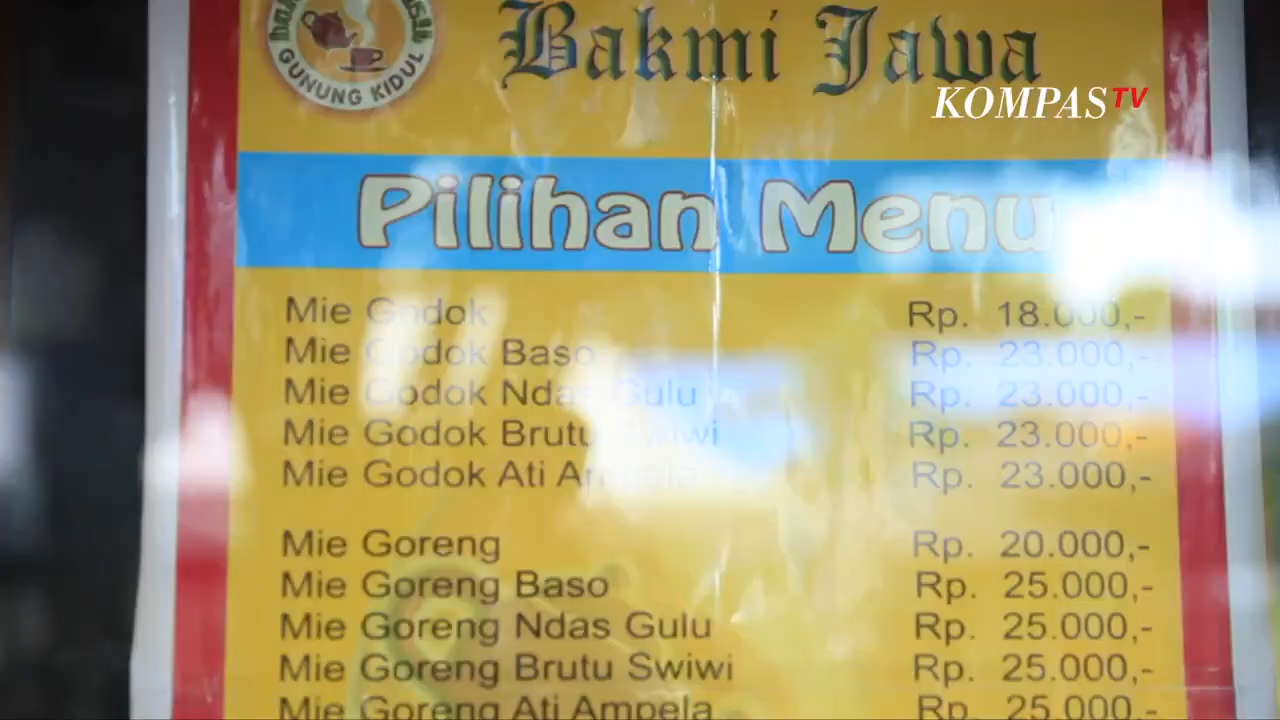 GUNUNG KIDUL
Bakmi Jawa
KOMPAS TV
Pilihan Menu
Mie Godok Rp. 18.000,-
Mie Godok Baso Rp. 23.000,-
Mie Godok Ndas Gulu Rp. 23.000,-
Mie Godok Brutu Swiwi Rp. 23.000,-
Mie Godok Ati Ampela Rp. 23.000,-
Mie Goreng Rp. 20.000,-
Mie Goreng Baso Rp. 25.000,-
Mie Goreng Ndas Gulu Rp. 25.000,-
Mie Goreng Brutu Swiwi Rp. 25.000,-
Mie Goreng Ati Ampela Rp. 25.000,-